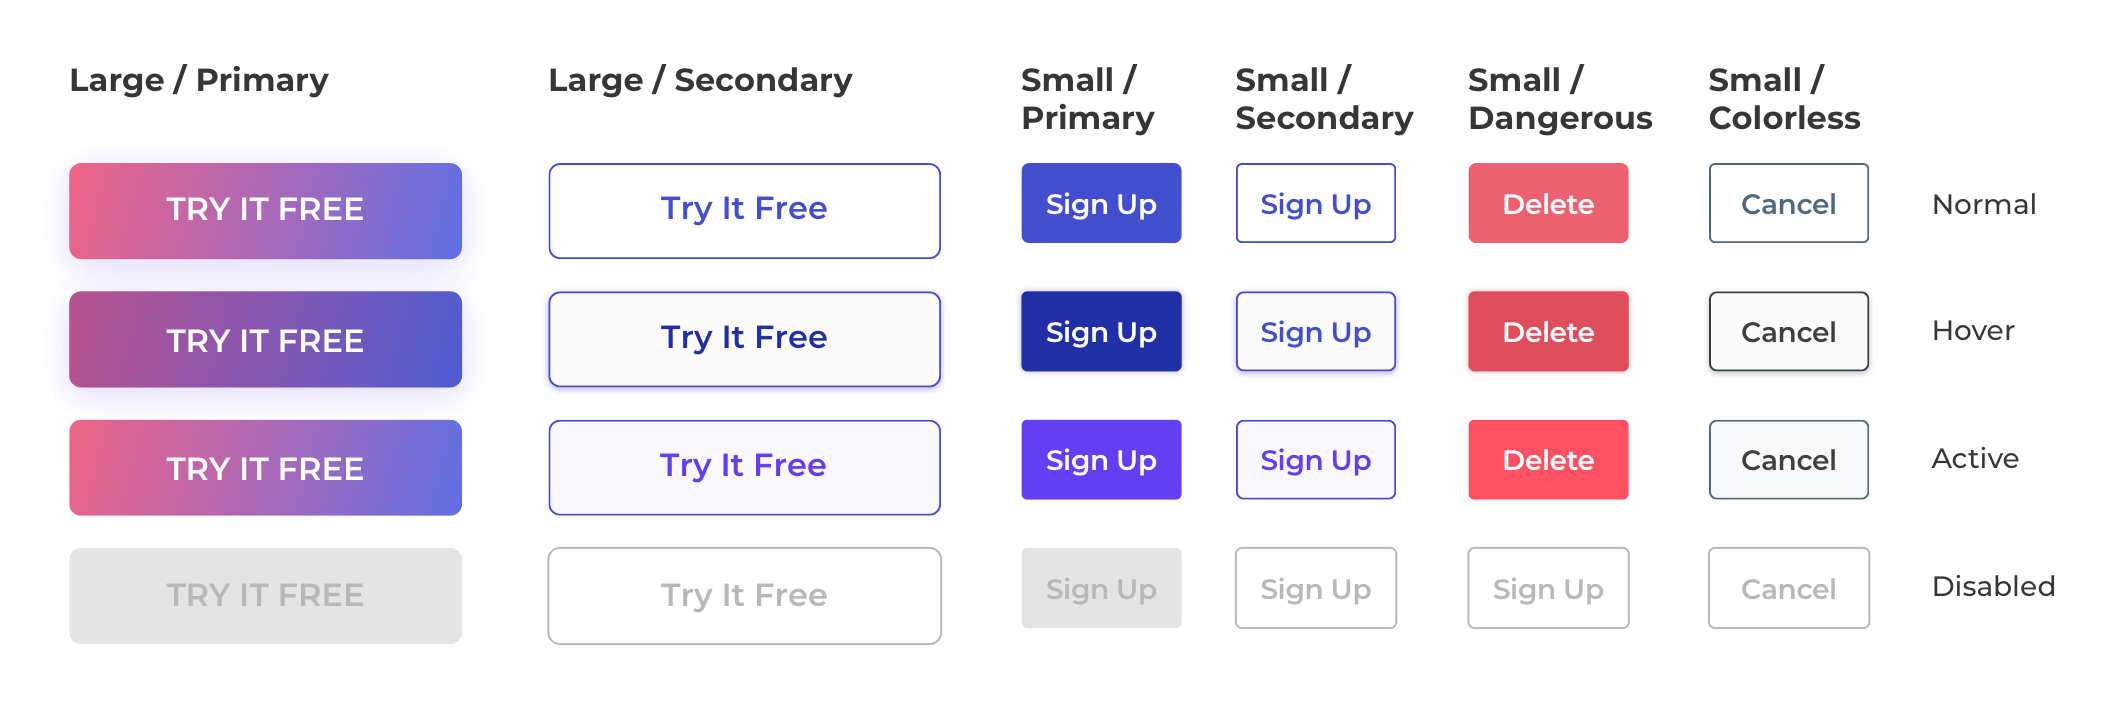 Large / Primary
Large / Secondary
Small /
Primary
Small /
Secondary
Small /
Dangerous
Small /
Colorless
TRY IT FREE
Try It Free
Sign Up
Sign Up
Delete
Cancel
Normal
TRY IT FREE
Try It Free
Sign Up
Sign Up
Delete
Cancel
Hover
TRY IT FREE
Try It Free
Sign Up
Sign Up
Delete
Cancel
Active
TRY IT FREE
Try It Free
Sign Up
Sign Up
Sign Up
Cancel
Disabled